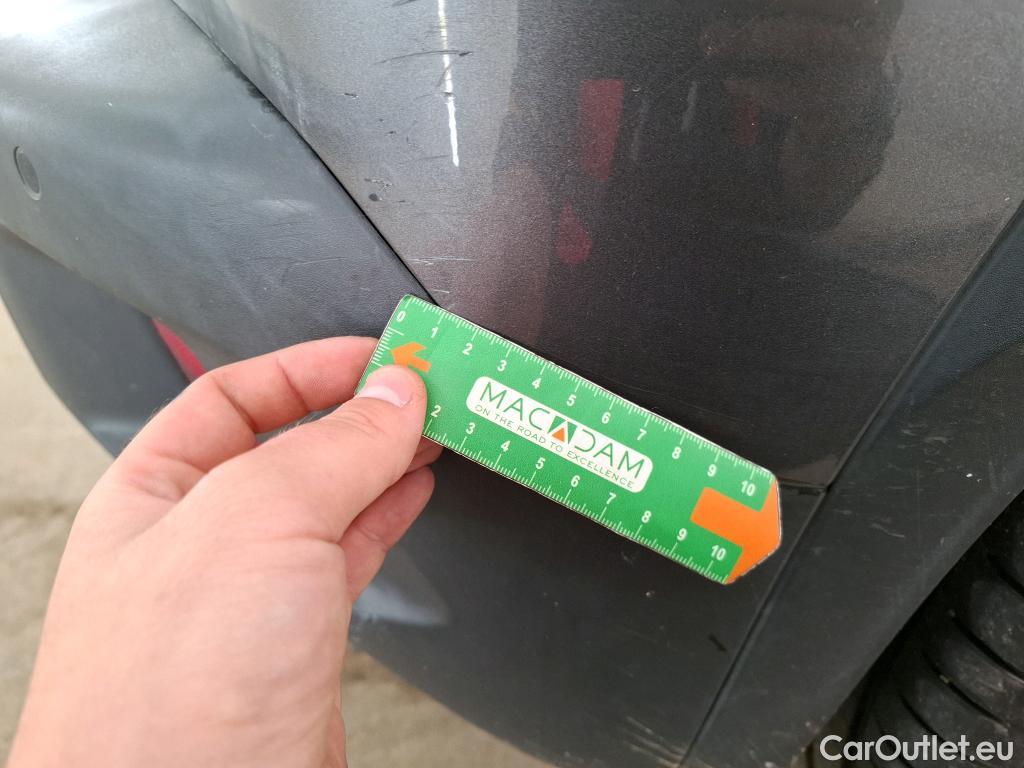 0 1 2 3 4 5 6 7 8 9 10
MACADAM
ON THE ROAD TO EXCELLENCE
2 3 4 5 6 7 8 9 10
CarOutlet.eu